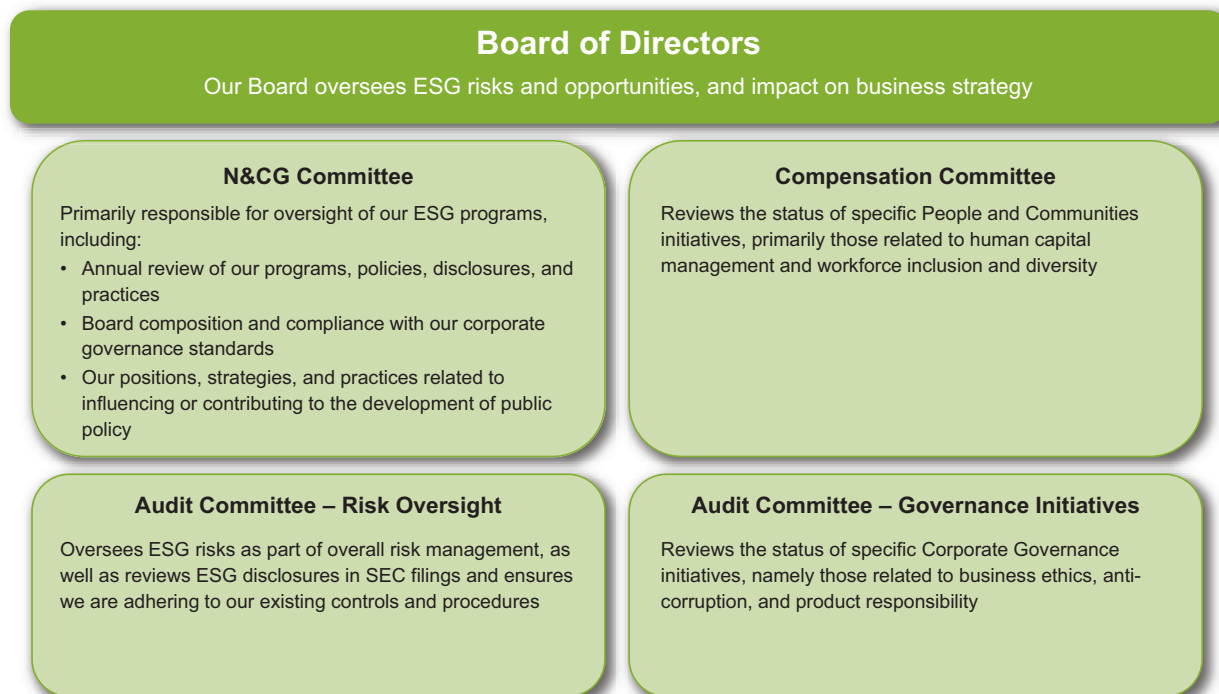 Board of Directors
Our Board oversees ESG risks and opportunities, and impact on business strategy
N&CG Committee
Primarily responsible for oversight of our ESG programs,
including:
• Annual review of our programs, policies, disclosures, and
practices
• Board composition and compliance with our corporate
governance standards
• Our positions, strategies, and practices related to
influencing or contributing to the development of public
policy
Compensation Committee
Reviews the status of specific People and Communities
initiatives, primarily those related to human capital
management and workforce inclusion and diversity
Audit Committee – Risk Oversight
Oversees ESG risks as part of overall risk management, as
well as reviews ESG disclosures in SEC filings and ensures
we are adhering to our existing controls and procedures
Audit Committee – Governance Initiatives
Reviews the status of specific Corporate Governance
initiatives, namely those related to business ethics, anti-
corruption, and product responsibility